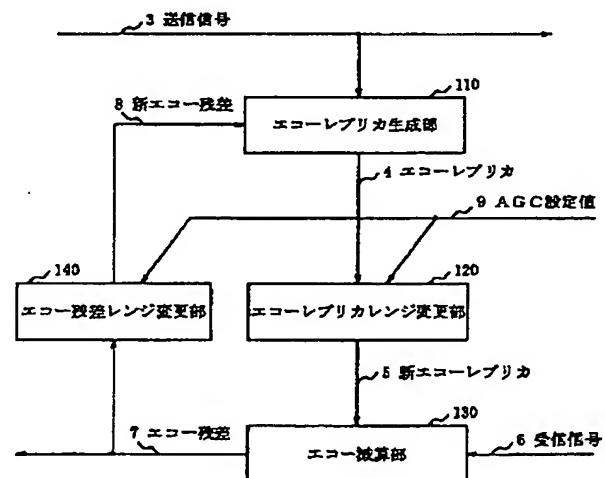 3 送信信号
110
8 新エコー残差
エコーレプリカ生成部
4 エコーレプリカ
9 AGC設定値
140
120
エコー残差レンジ変更部
エコーレプリカレンジ変更部
5 新エコーレプリカ
130
7 エコー残差
6 受信信号
エコー減算部